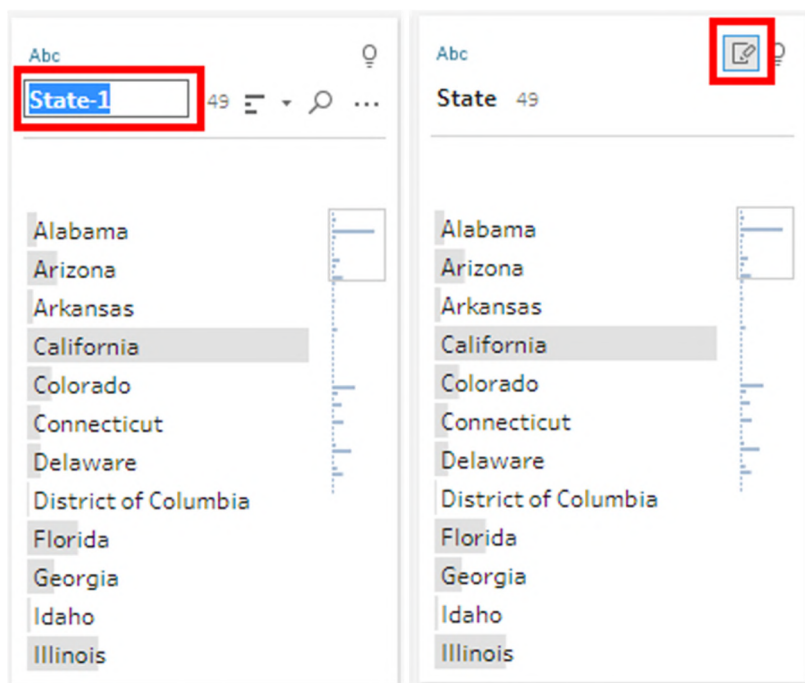 Abc
State-1 49 ...
Alabama
Arizona
Arkansas
California
Colorado
Connecticut
Delaware
District of Columbia
Florida
Georgia
Idaho
Illinois
Abc
State 49
Alabama
Arizona
Arkansas
California
Colorado
Connecticut
Delaware
District of Columbia
Florida
Georgia
Idaho
Illinois